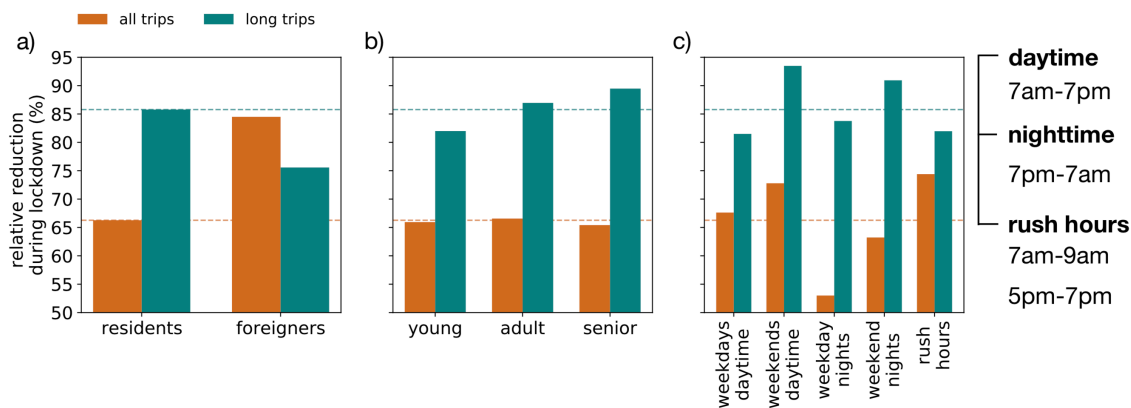 all trips
long trips
a)
b)
c)
relative reduction
during lockdown (%)
95
90
85
80
75
70
65
60
55
50
residents
foreigners
young
adult
senior
weekdays
daytime
weekends
daytime
weekday
nights
weekend
nights
rush
hours
daytime
7am-7pm
nighttime
7pm-7am
rush hours
7am-9am
5pm-7pm